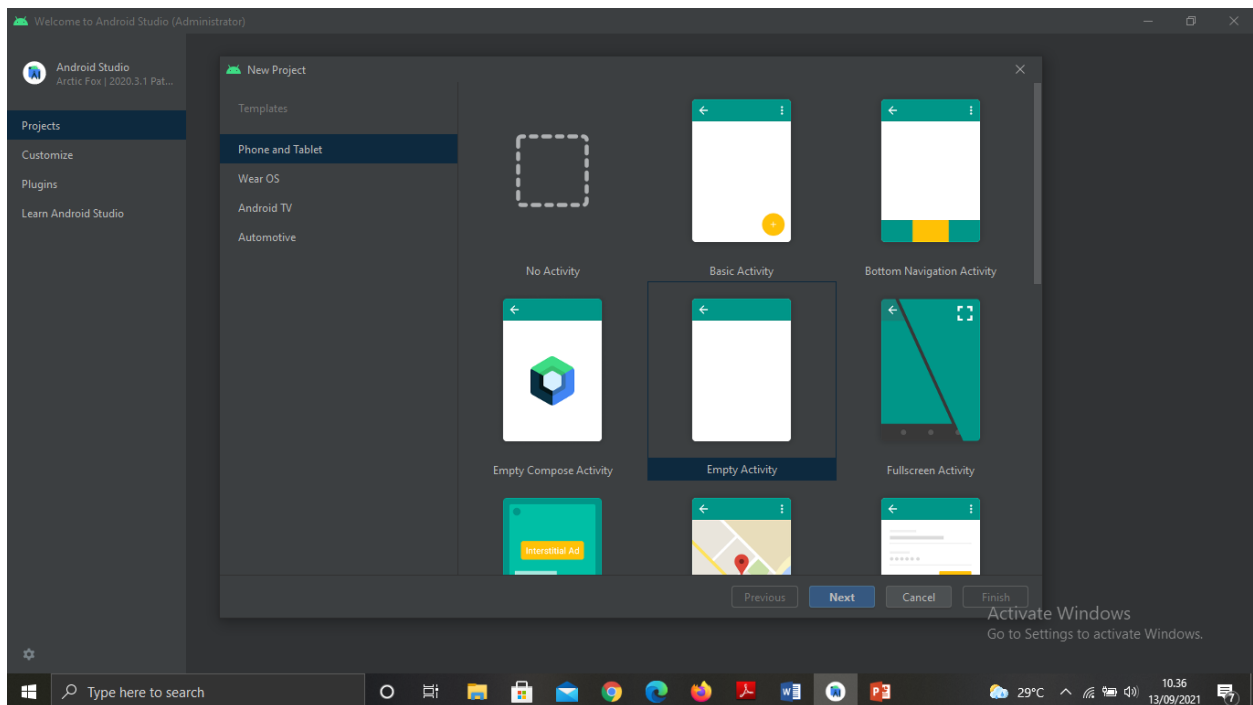 Welcome to Android Studio (Administrator)
Android Studio
Arctic Fox | 2020.3.1 Pat...
Projects
Customize
Plugins
Learn Android Studio
New Project
Templates
Phone and Tablet
Wear OS
Android TV
Automotive
No Activity
Basic Activity
Bottom Navigation Activity
Empty Compose Activity
Empty Activity
Fullscreen Activity
Interstitial Ad
Previous
Next
Cancel
Finish
Activate Windows
Go to Settings to activate Windows.
Type here to search
29°C
10.36
13/09/2021
7